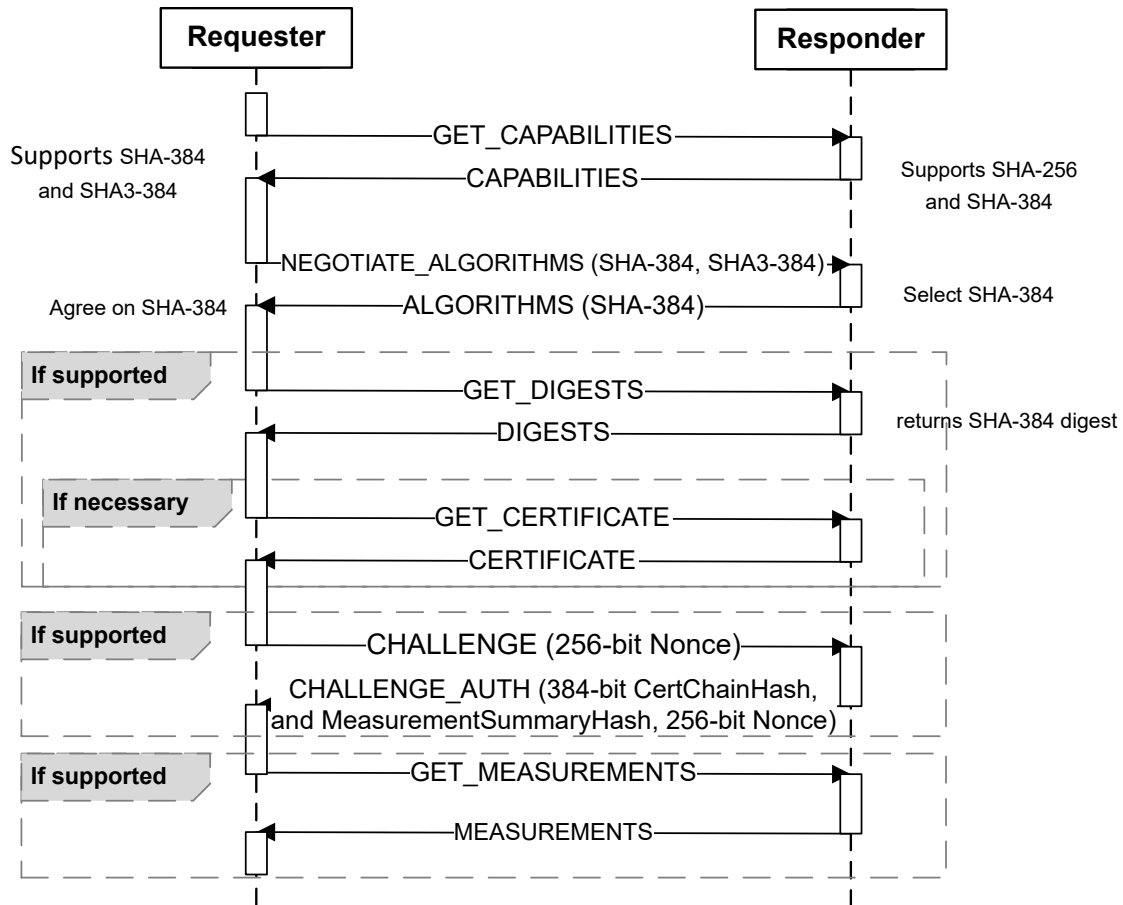 Requester
Responder
GET_CAPABILITIES
Supports SHA-384
and SHA3-384
CAPABILITIES
Supports SHA-256
and SHA-384
NEGOTIATE_ALGORITHMS (SHA-384, SHA3-384)
Agree on SHA-384
ALGORITHMS (SHA-384)
Select SHA-384
If supported
GET_DIGESTS
DIGESTS
returns SHA-384 digest
If necessary
GET_CERTIFICATE
CERTIFICATE
If supported
CHALLENGE (256-bit Nonce)
CHALLENGE_AUTH (384-bit CertChainHash,
and MeasurementSummaryHash, 256-bit Nonce)
If supported
GET_MEASUREMENTS
MEASUREMENTS